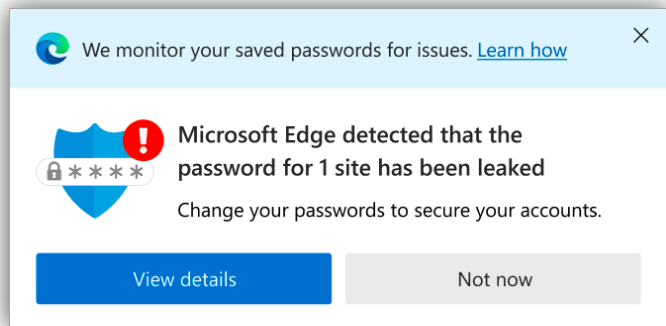 We monitor your saved passwords for issues. Learn how
Microsoft Edge detected that the
password for 1 site has been leaked
Change your passwords to secure your accounts.
View details
Not now